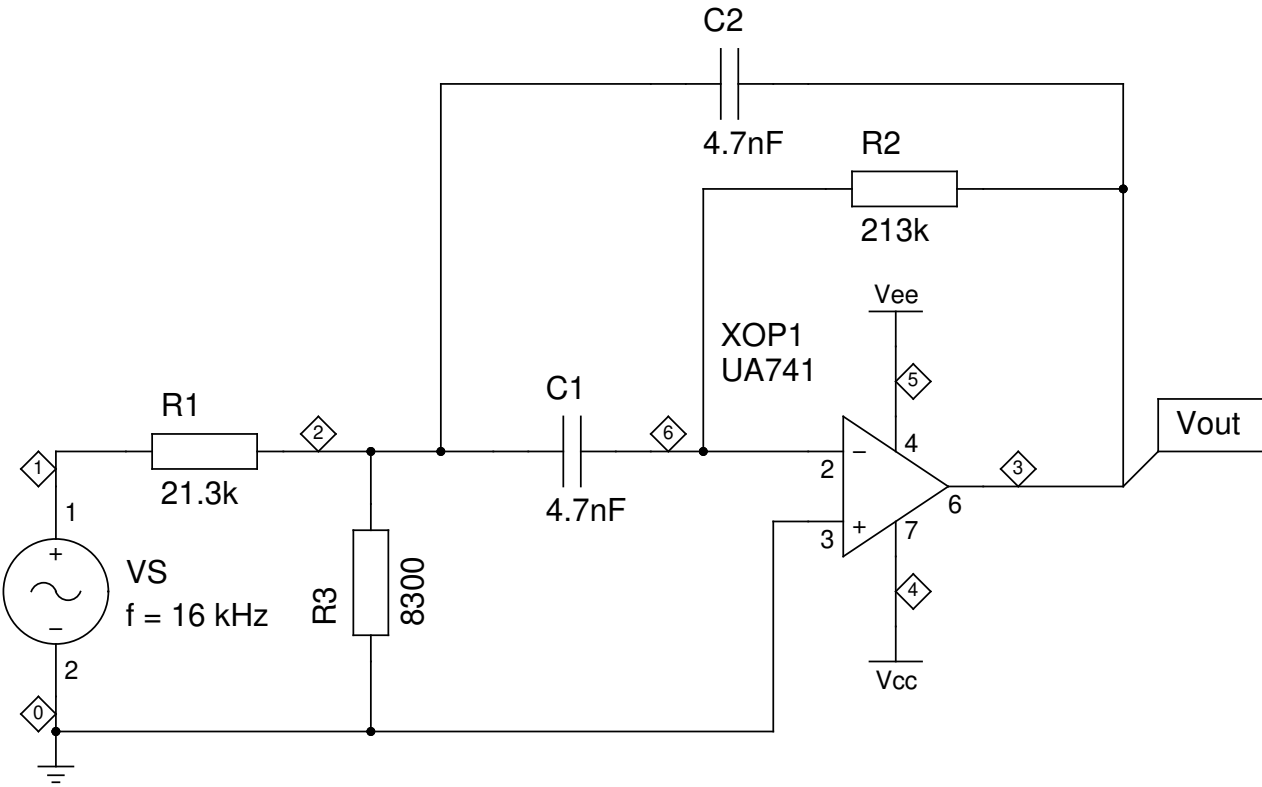 C2
4.7nF
R2
213k
Vee
XOP1
UA741
5
C1
R1
2
6
4
Vout
1
−
2
3
21.3k
4.7nF
6
1
+
3
7
+
VS
f = 16 kHz
−
R3
8300
4
2
Vcc
0